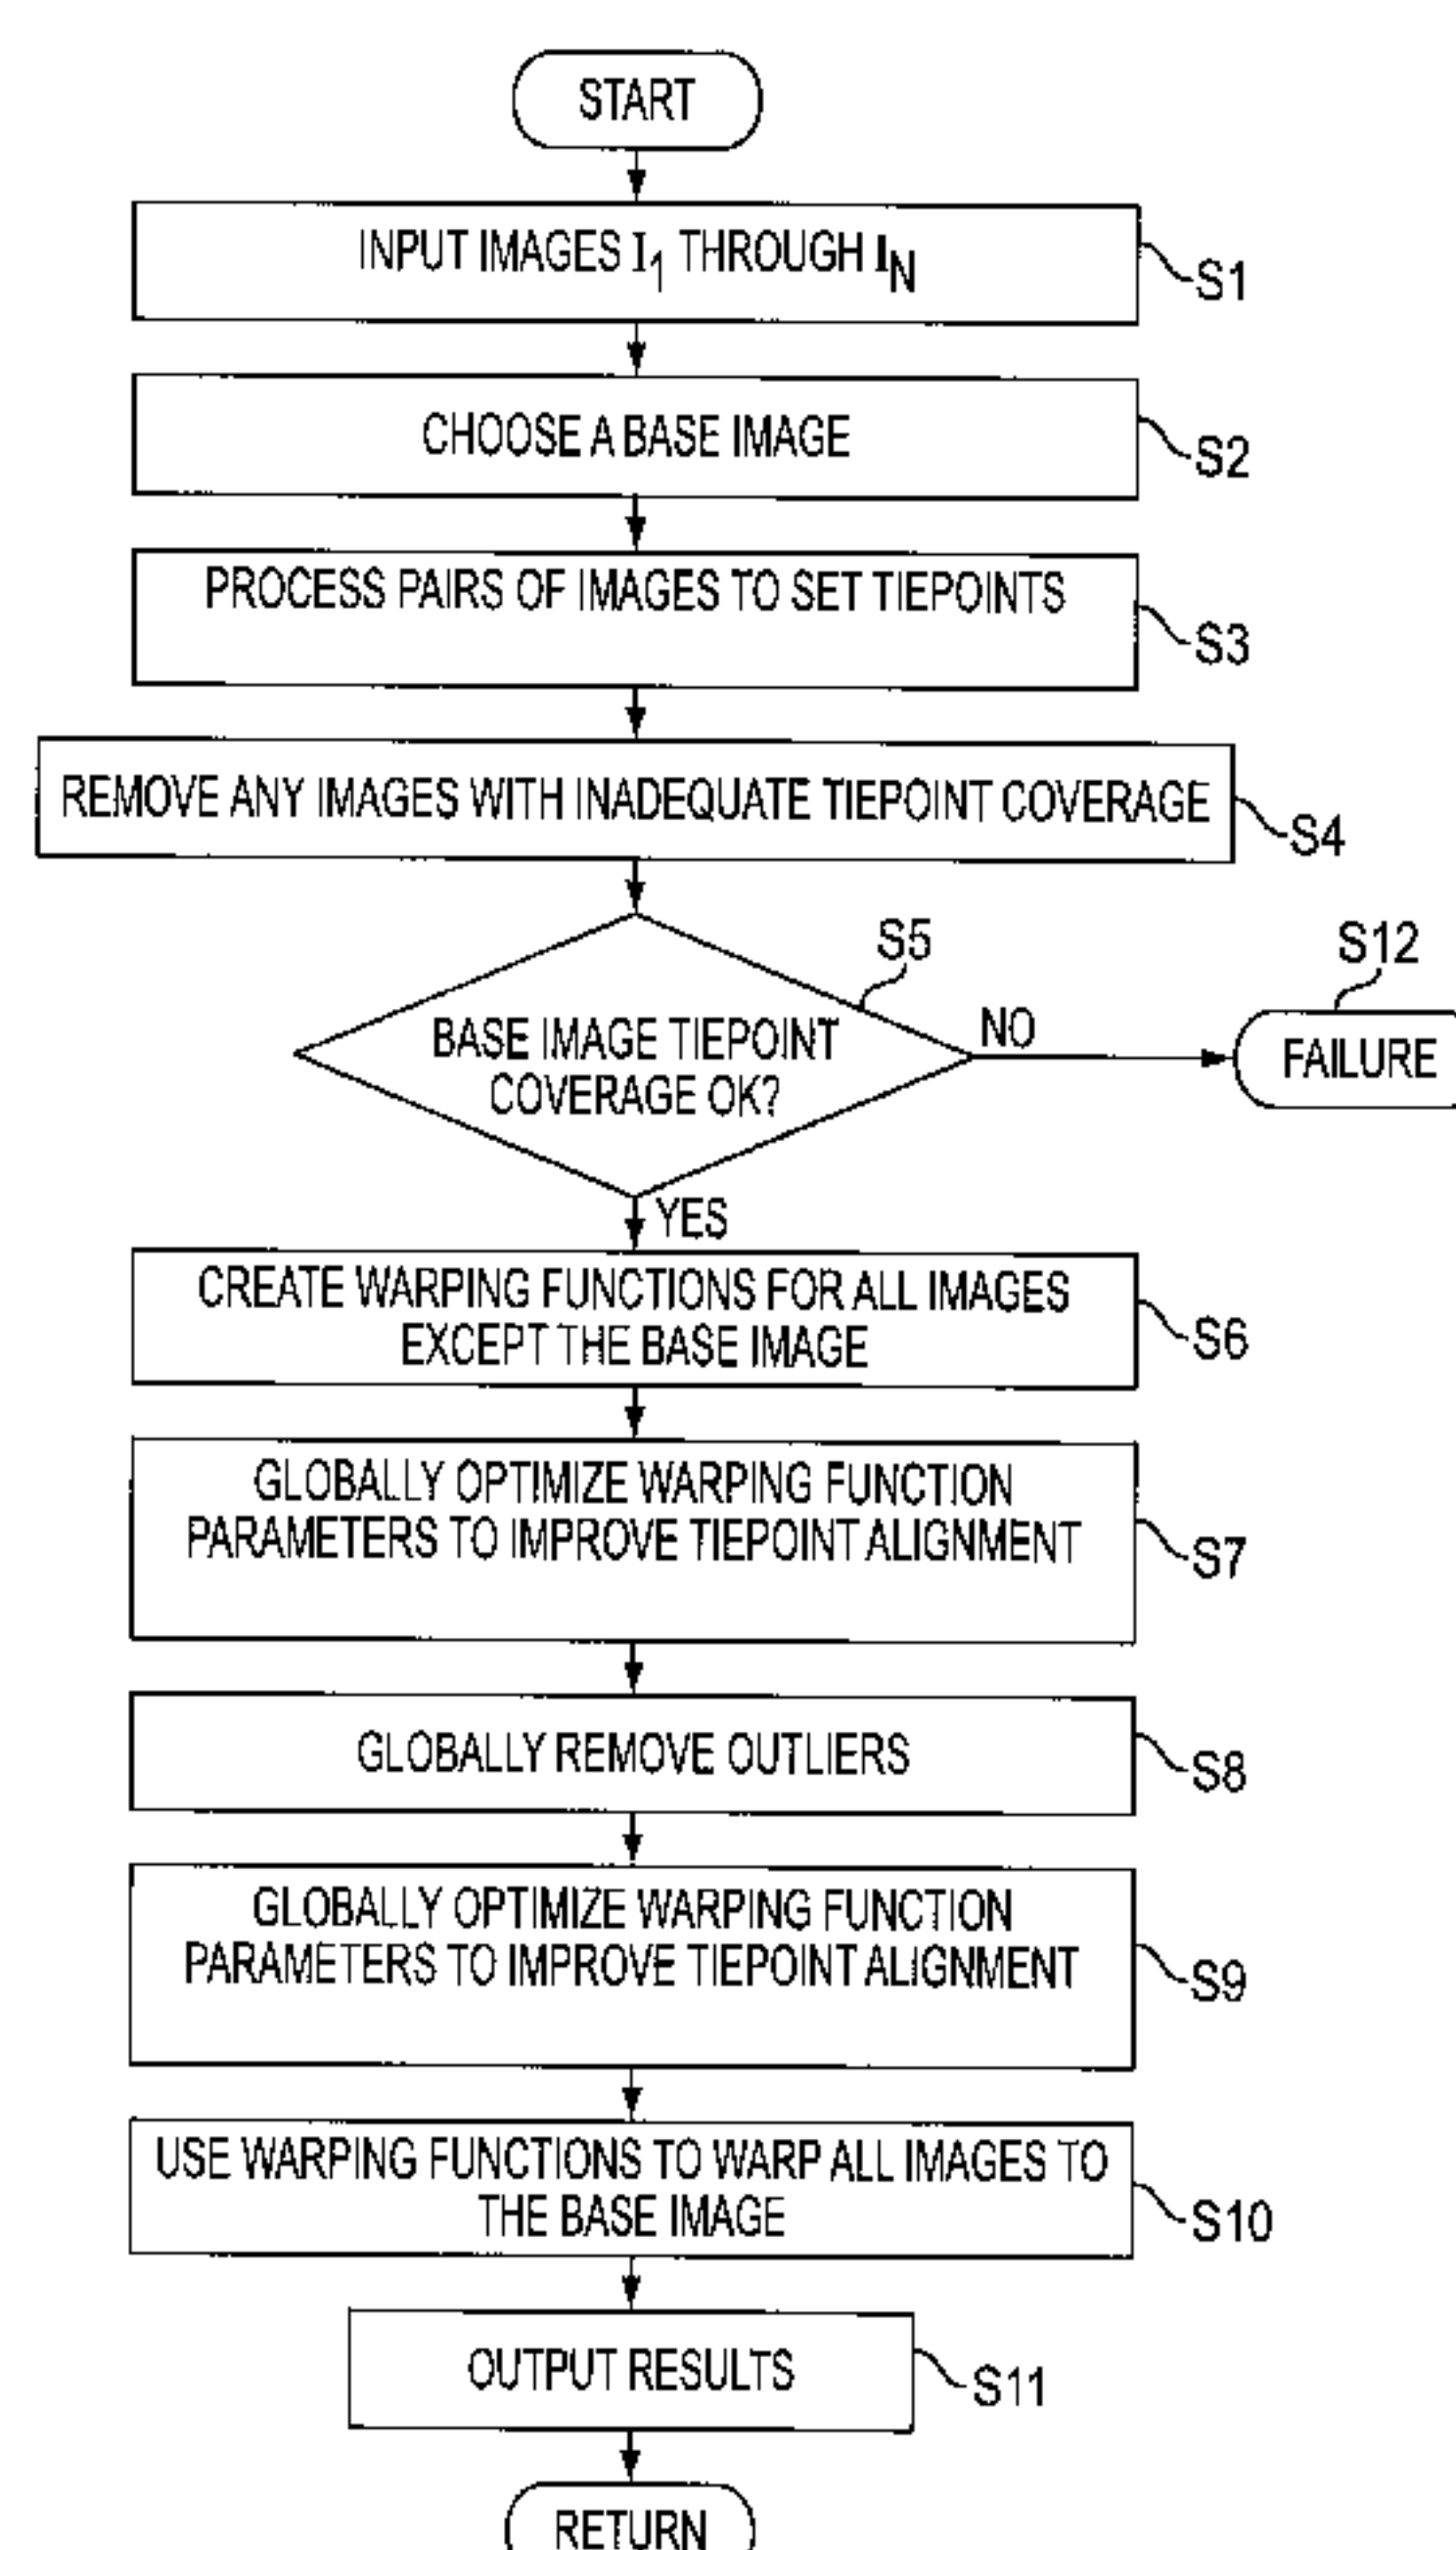 START
INPUT IMAGES I1 THROUGH IN
S1
CHOOSE A BASE IMAGE
S2
PROCESS PAIRS OF IMAGES TO SET TIEPOINTS
S3
REMOVE ANY IMAGES WITH INADEQUATE TIEPOINT COVERAGE
S4
S5
S12
BASE IMAGE TIEPOINT
COVERAGE OK?
NO
FAILURE
YES
CREATE WARPING FUNCTIONS FOR ALL IMAGES
EXCEPT THE BASE IMAGE
S6
GLOBALLY OPTIMIZE WARPING FUNCTION
PARAMETERS TO IMPROVE TIEPOINT ALIGNMENT
S7
GLOBALLY REMOVE OUTLIERS
S8
GLOBALLY OPTIMIZE WARPING FUNCTION
PARAMETERS TO IMPROVE TIEPOINT ALIGNMENT
S9
USE WARPING FUNCTIONS TO WARP ALL IMAGES TO
THE BASE IMAGE
S10
OUTPUT RESULTS
S11
RETURN